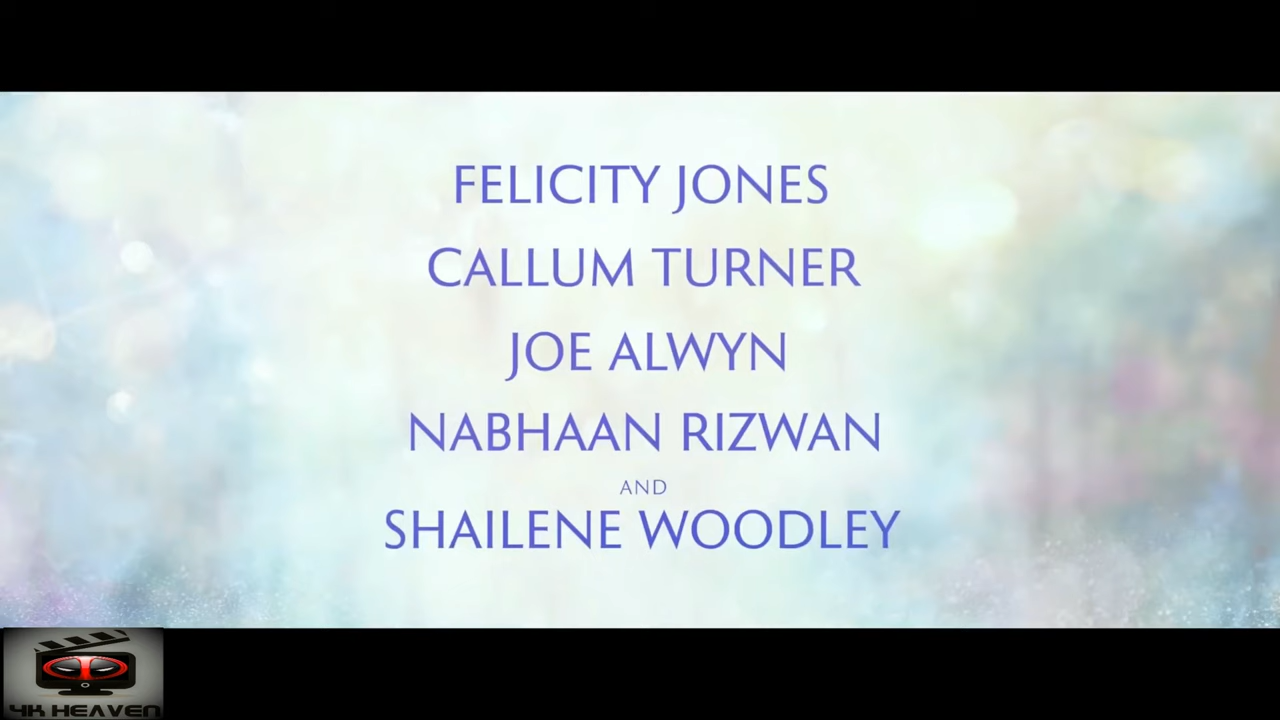 FELICITY JONES
CALLUM TURNER
JOE ALWYN
NABHAAN RIZWAN
AND
SHAILENE WOODLEY
4K HEAVEN